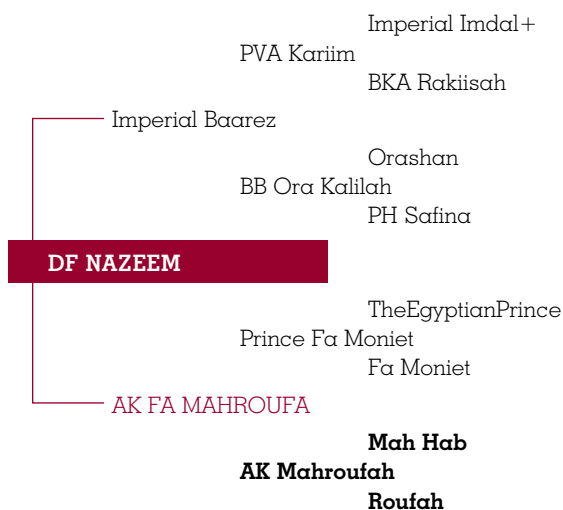 Imperial Imdal+
PVA Kariim
BKA Rakiisah
Imperial Baarez
Orashan
BB Ora Kalilah
PH Safina
DF NAZEEM
TheEgyptianPrince
Prince Fa Moniet
Fa Moniet
AK FA MAHROUFA
Mah Hab
AK Mahroufah
Roufah